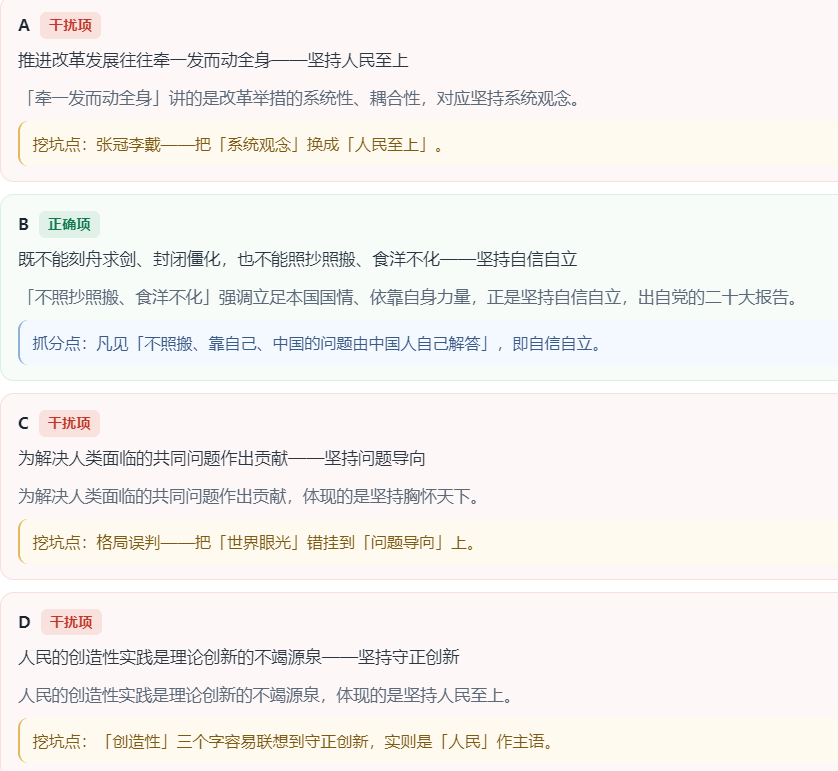 A 干扰项
推进改革发展往往牵一发而动全身——坚持人民至上
「牵一发而动全身」讲的是改革举措的系统性、耦合性，对应坚持系统观念。
挖坑点：张冠李戴——把「系统观念」换成「人民至上」。
B 正确项
既不能刻舟求剑、封闭僵化，也不能照抄照搬、食洋不化——坚持自信自立
「不照抄照搬、食洋不化」强调立足本国国情、依靠自身力量，正是坚持自信自立，出自党的二十大报告。
抓分点：凡见「不照搬、靠自己、中国的问题由中国人自己解答」，即自信自立。
C 干扰项
为解决人类面临的共同问题作出贡献——坚持问题导向
为解决人类面临的共同问题作出贡献，体现的是坚持胸怀天下。
挖坑点：格局误判——把「世界眼光」错挂到「问题导向」上。
D 干扰项
人民的创造性实践是理论创新的不竭源泉——坚持守正创新
人民的创造性实践是理论创新的不竭源泉，体现的是坚持人民至上。
挖坑点：「创造性」三个字容易联想到守正创新，实则是「人民」作主语。